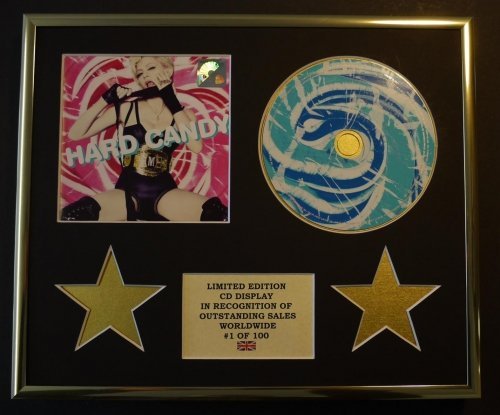 HARD CANDY
LIMITED EDITION
CD DISPLAY
IN RECOGNITION OF
OUTSTANDING SALES
WORLDWIDE
#1 OF 100